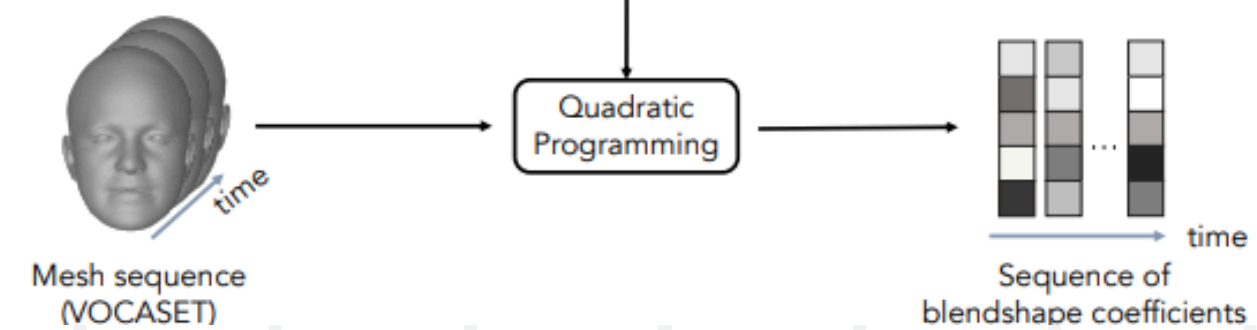 Quadratic
Programming
time
...
time
Mesh sequence
(VOCASET)
Sequence of
blendshape coefficients